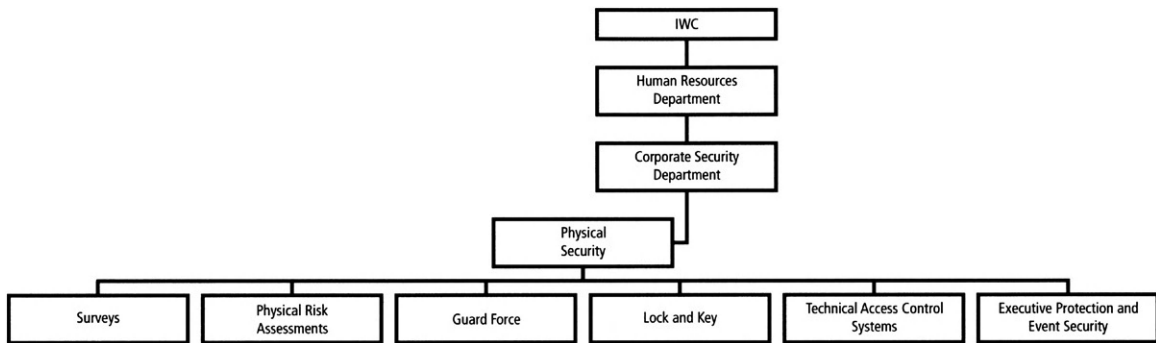 IWC
Human Resources
Department
Corporate Security
Department
Physical
Security
Surveys
Physical Risk
Assessments
Guard Force
Lock and Key
Technical Access Control
Systems
Executive Protection and
Event Security